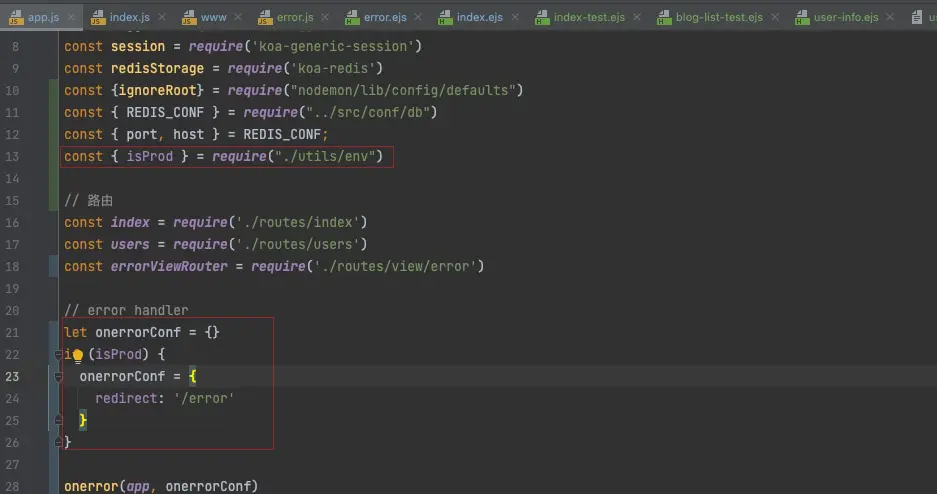 app.js index.js www error.js error.ejs index.ejs index-test.ejs blog-list-test.ejs user-info.ejs
8 const session = require('koa-generic-session')
9 const redisStorage = require('koa-redis')
10 const {ignoreRoot} = require("nodemon/lib/config/defaults")
11 const { REDIS_CONF } = require("../src/conf/db")
12 const { port, host } = REDIS_CONF;
13 const { isProd } = require("./utils/env")
14
15 // 路由
16 const index = require('./routes/index')
17 const users = require('./routes/users')
18 const errorViewRouter = require('./routes/view/error')
19
20 // error handler
21 let onerrorConf = {}
22 i (isProd) {
23 onerrorConf = {
24 redirect: '/error'
25 }
26 }
27
28 onerror(app, onerrorConf)